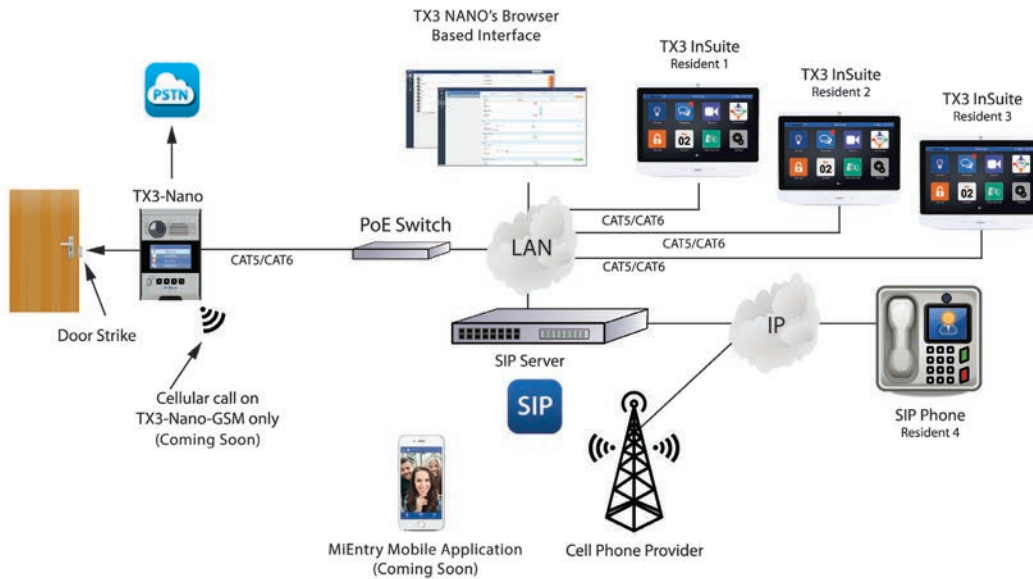 TX3 NANO's Browser
Based Interface
TX3 InSuite
Resident 1
TX3 InSuite
Resident 2
TX3 InSuite
Resident 3
PSTN
TX3-Nano
PoE Switch
LAN
CAT5/CAT6
CAT5/CAT6
CAT5/CAT6
CAT5/CAT6
Door Strike
SIP Server
IP
Cellular call on
TX3-Nano-GSM only
(Coming Soon)
SIP
SIP Phone
Resident 4
MiEntry Mobile Application
(Coming Soon)
Cell Phone Provider
02
02
02